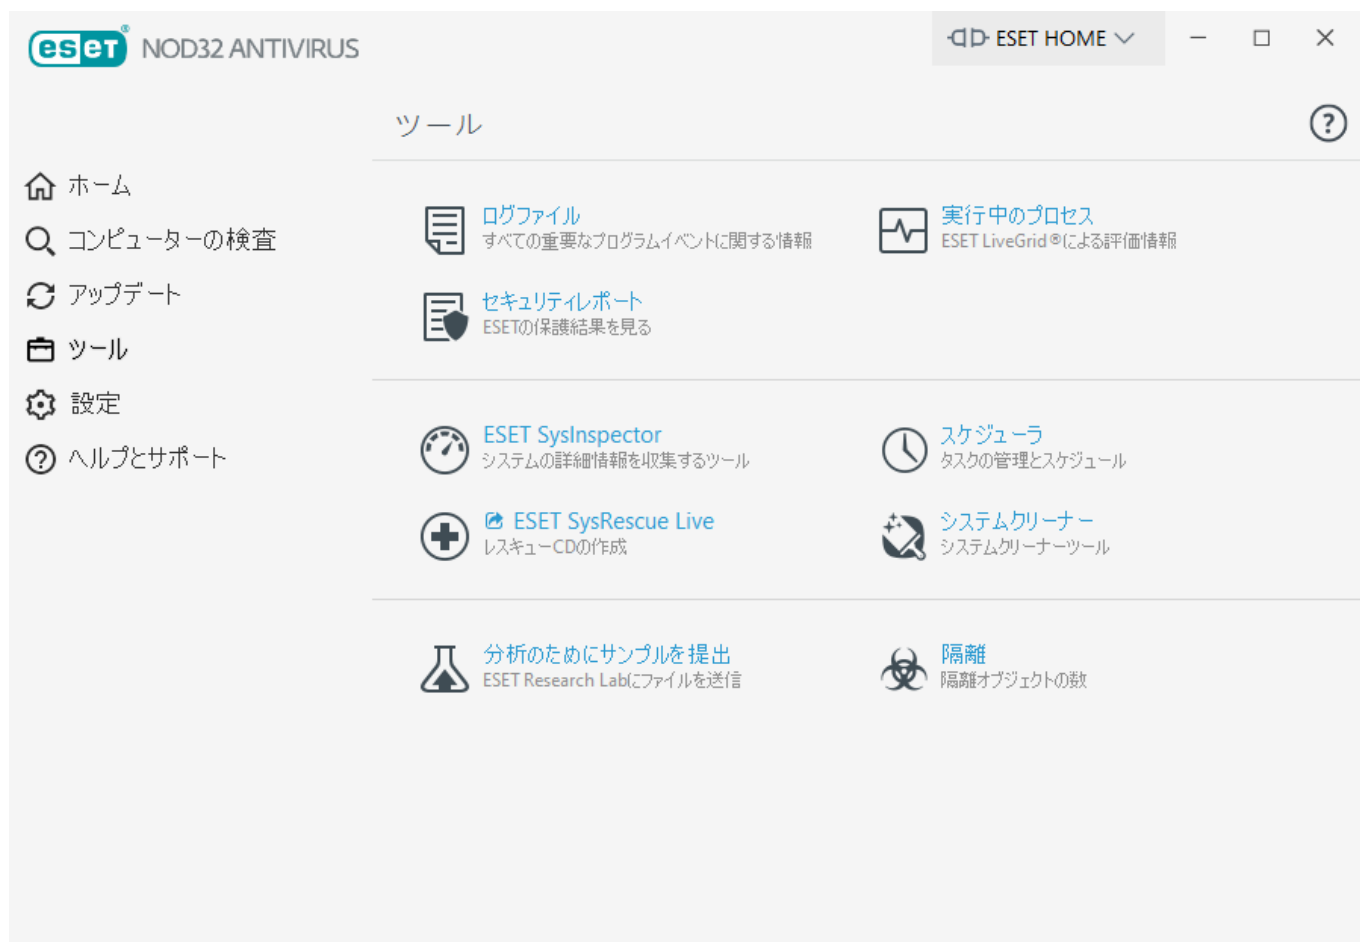 eset® NOD32 ANTIVIRUS
ESET HOME
ツール
?
ホーム
コンピューターの検査
アップデート
ツール
設定
ヘルプとサポート
ログファイル
すべての重要なプログラムイベントに関する情報
実行中のプロセス
ESET LiveGrid®による評価情報
セキュリティレポート
ESETの保護結果を見る
ESET SysInspector
システムの詳細情報を収集するツール
スケジューラ
タスクの管理とスケジュール
ESET SysRescue Live
レスキューCDの作成
システムクリーナー
システムクリーナーツール
分析のためにサンプルを提出
ESET Research Labにファイルを送信
隔離
隔離オブジェクトの数